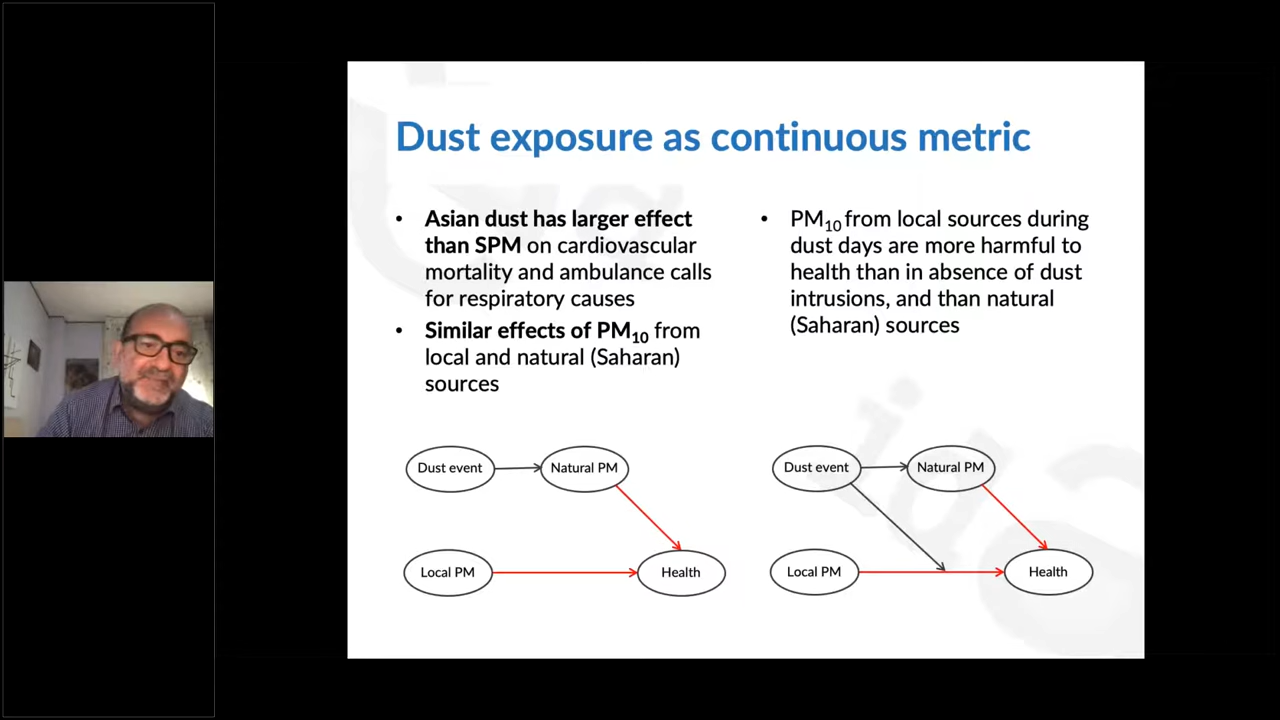 Dust exposure as continuous metric
• Asian dust has larger effect
than SPM on cardiovascular
mortality and ambulance calls
for respiratory causes
• Similar effects of PM10 from
local and natural (Saharan)
sources
• PM10 from local sources during
dust days are more harmful to
health than in absence of dust
intrusions, and than natural
(Saharan) sources
Dust event
Natural PM
Local PM
Health
Dust event
Natural PM
Local PM
Health